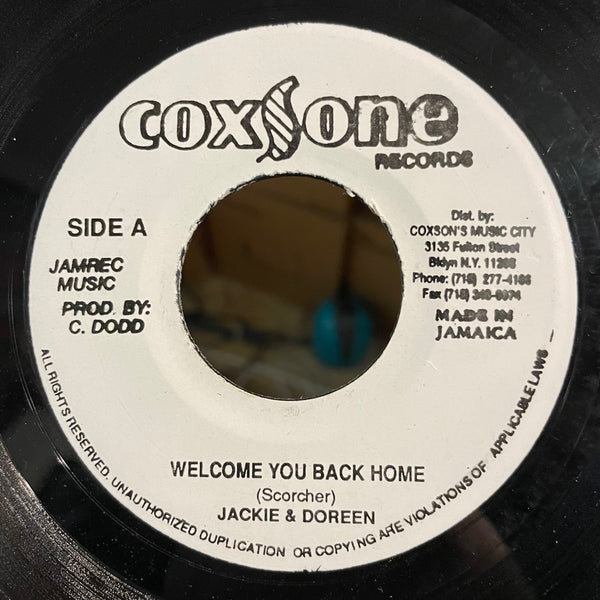 coxsone
RECORDS
SIDE A
JAMREC
MUSIC
PROD. BY:
C. DODD
Dist. by:
COXSON'S MUSIC CITY
3135 Fulton Street
Bklyn N.Y.
Phone: (718) 277-4166
Fax (718)
MADE IN
JAMAICA
WELCOME YOU BACK HOME
(Scorcher)
JACKIE & DOREEN
ALL RIGHTS RESERVED. UNAUTHORIZED DUPLICATION OR COPYING ARE VIOLATIONS OF APPLICABLE LAWS